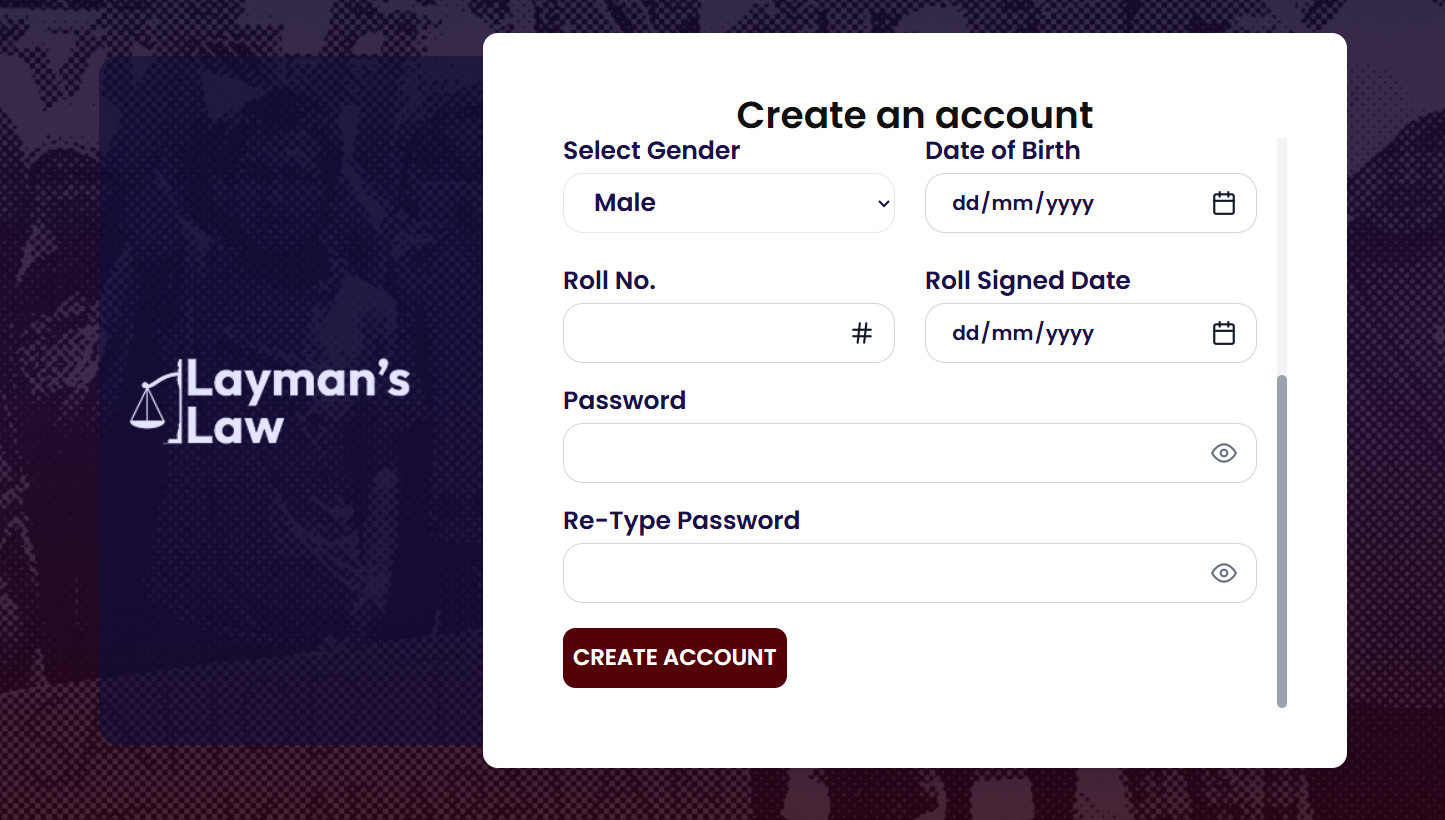 Create an account
Select Gender
Date of Birth
Male
dd/mm/yyyy
Roll No.
Roll Signed Date
#
dd/mm/yyyy
Layman's
Law
Password
Re-Type Password
CREATE ACCOUNT